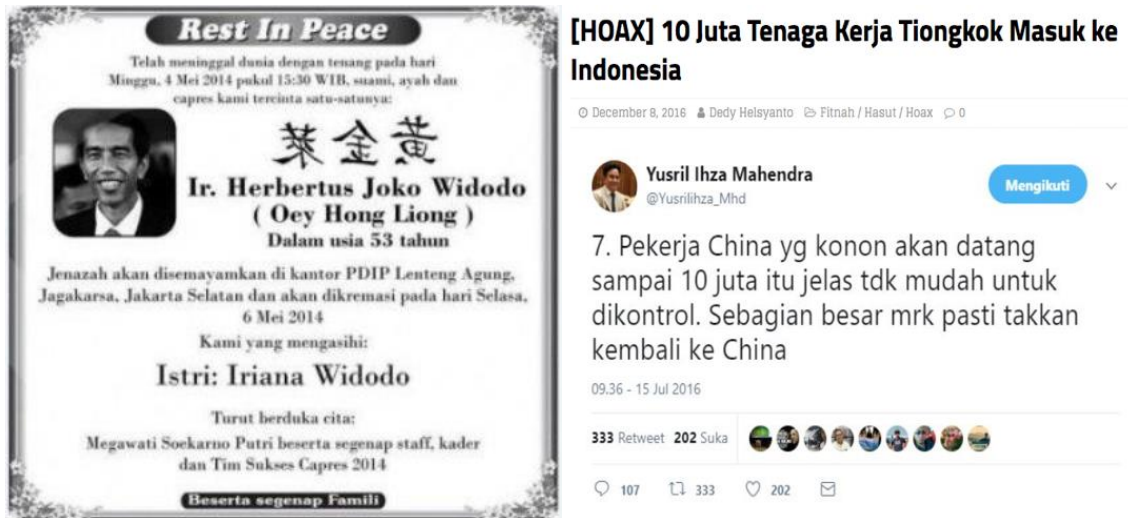 Rest In Peace
Telah meninggal dunia dengan tenang pada hari
Minggu, 4 Mei 2014 pukul 15:30 WIB, suami, ayah dan
capres kami tercinta satu-satunya:
葉金黃
Ir. Herbertus Joko Widodo
( Oey Hong Liong )
Dalam usia 53 tahun
Jenazah akan disemayamkan di kantor PDIP Lenteng Agung,
Jagakarsa, Jakarta Selatan dan akan dikremasi pada hari Selasa,
6 Mei 2014
Kami yang mengasihi:
Istri: Iriana Widodo
Turut berduka cita:
Megawati Soekarno Putri beserta segenap staff, kader
dan Tim Sukses Capres 2014
Beserta segenap Famili
[HOAX] 10 Juta Tenaga Kerja Tiongkok Masuk ke
Indonesia
December 8, 2016 Dedy Helsyanto Fitnah / Hasut / Hoax 0
Yusril Ihza Mahendra
@Yusrilihza_Mhd
Mengikuti
7. Pekerja China yg konon akan datang
sampai 10 juta itu jelas tdk mudah untuk
dikontrol. Sebagian besar mrk pasti takkan
kembali ke China
09.36 - 15 Jul 2016
333 Retweet 202 Suka
107 333 202